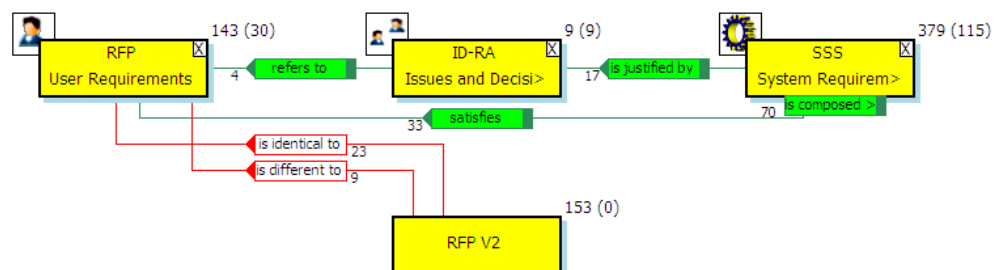 143 (30)
9 (9)
379 (115)
RFP
X
ID-RA
X
SSS
X
User Requirements
4
refers to
Issues and Decisi>
17
is justified by
System Requirem>
is composed >
33
satisfies
70
is identical to
23
is different to
9
153 (0)
RFP V2